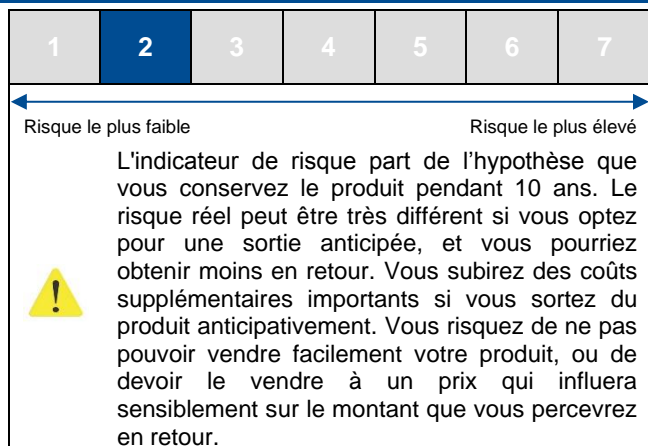 1 2 3 4 5 6 7
Risque le plus faible Risque le plus élevé
L'indicateur de risque part de l’hypothèse que
vous conservez le produit pendant 10 ans. Le
risque réel peut être très différent si vous optez
pour une sortie anticipée, et vous pourriez
obtenir moins en retour. Vous subirez des coûts
supplémentaires importants si vous sortez du
produit anticipativement. Vous risquez de ne pas
pouvoir vendre facilement votre produit, ou de
devoir le vendre à un prix qui influera
sensiblement sur le montant que vous percevrez
en retour.